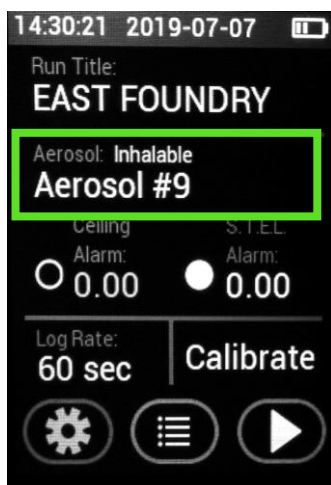 14:30:21 2019-07-07
Run Title:
EAST FOUNDRY
Aerosol: Inhalable
Aerosol #9
Ceiling S.T.E.L.
Alarm: Alarm:
0.00 0.00
Log Rate:
60 sec Calibrate